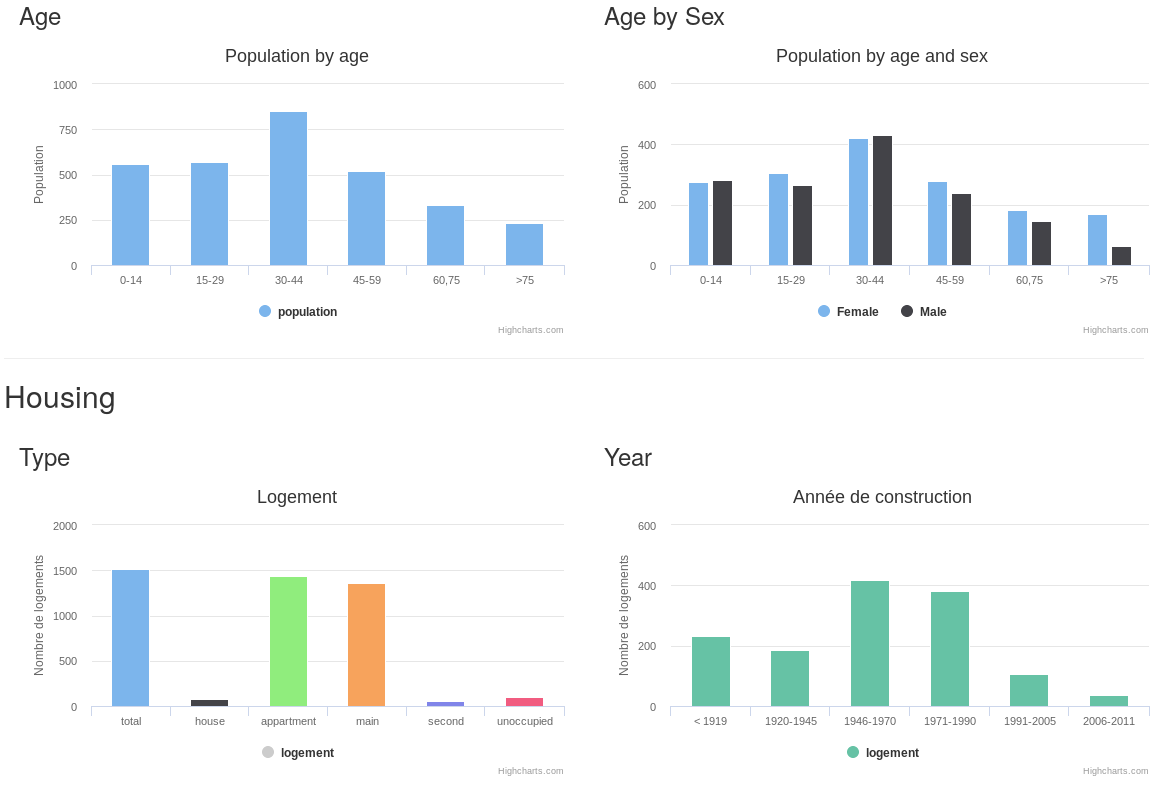 Age
Population by age
1000
750
500
250
0
Population
0-14 15-29 30-44 45-59 60,75 >75
population
Highcharts.com
Age by Sex
Population by age and sex
600
400
200
0
Population
0-14 15-29 30-44 45-59 60,75 >75
Female Male
Highcharts.com
Housing
Type
Logement
2000
1500
1000
500
0
Nombre de logements
total house appartment main second unoccupied
logement
Highcharts.com
Year
Année de construction
600
400
200
0
Nombre de logements
< 1919 1920-1945 1946-1970 1971-1990 1991-2005 2006-2011
logement
Highcharts.com